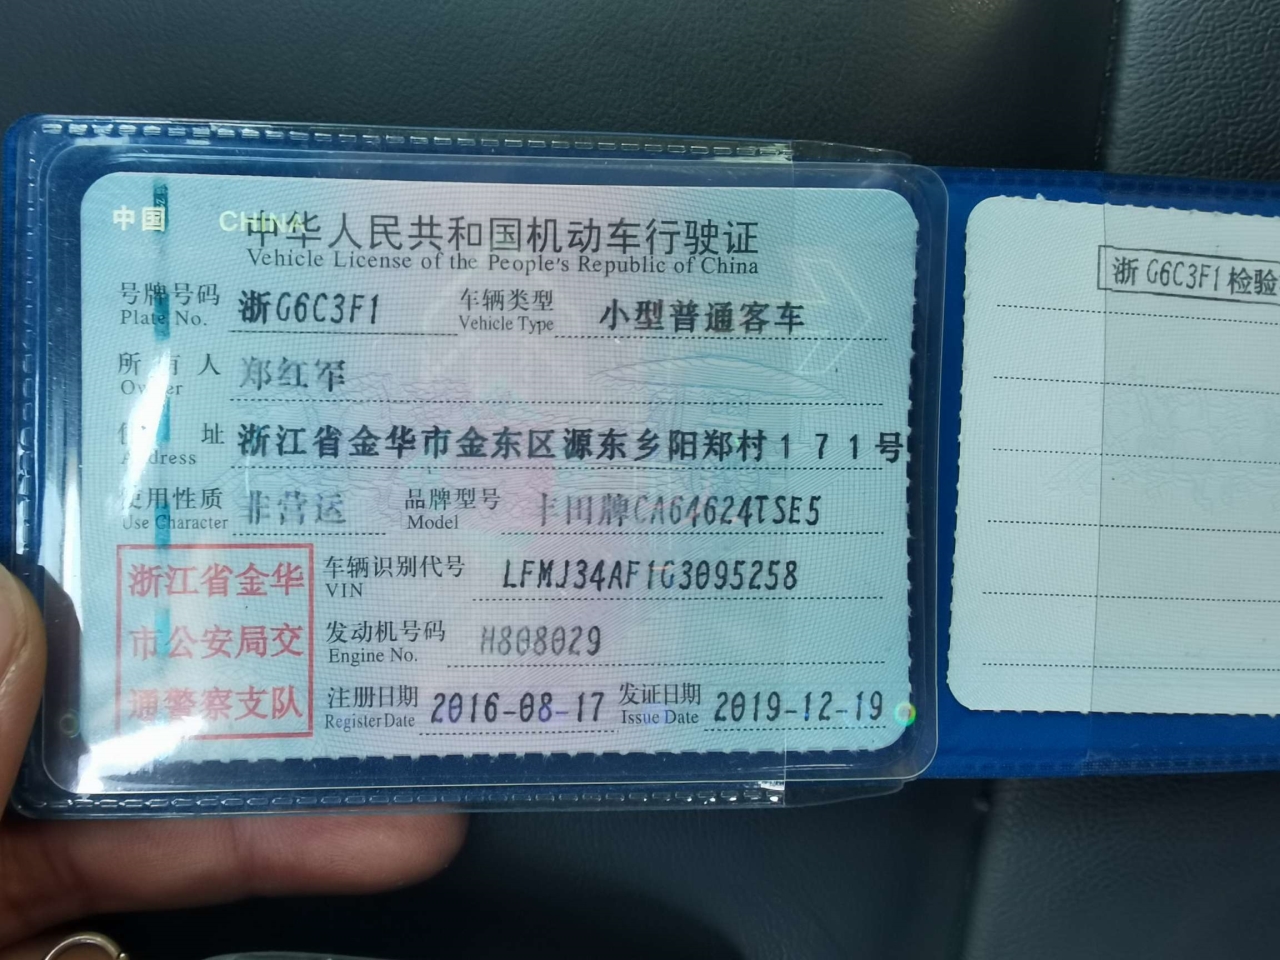 中国 CHINA
中华人民共和国机动车行驶证
Vehicle License of the People's Republic of China
号牌号码 浙G6C3F1 车辆类型 小型普通客车
Plate No. Vehicle Type
所有人 郑红军
Owner
住址 浙江省金华市金东区源东乡阳郑村171号
Address
使用性质 非营运 品牌型号 丰田牌CA64624TSE5
Use Character Model
车辆识别代号 LFMJ34AF1G3095258
VIN
发动机号码 H808029
Engine No.
注册日期 2016-08-17 发证日期 2019-12-19
Register Date Issue Date
浙江省金华
市公安局交
通警察支队
浙G6C3F1检验